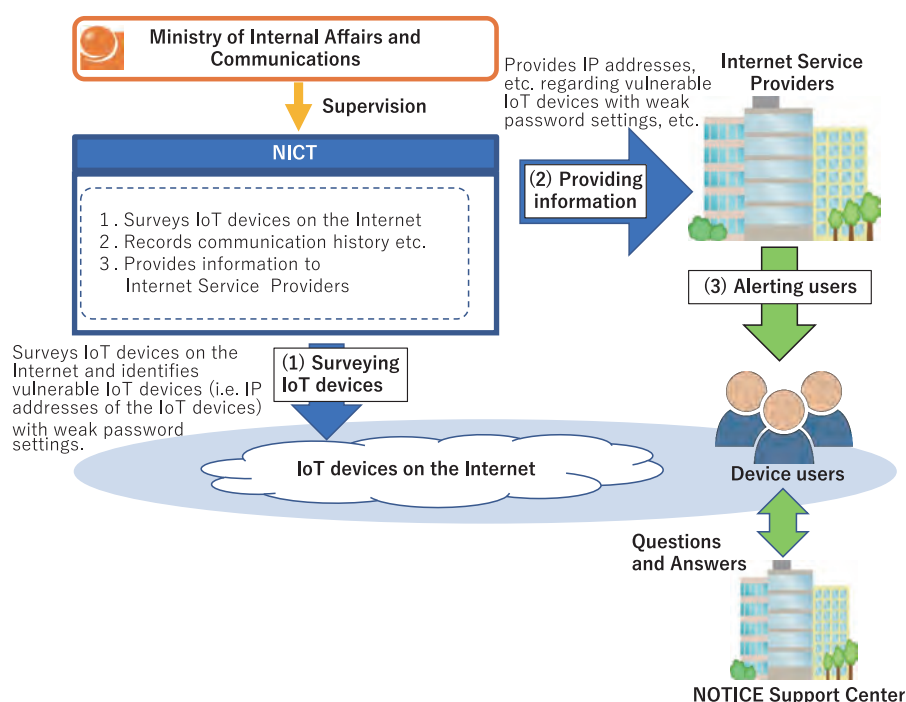 Ministry of Internal Affairs and
Communications
Supervision
NICT
1. Surveys IoT devices on the Internet
2. Records communication history etc.
3. Provides information to
Internet Service Providers
Provides IP addresses,
etc. regarding vulnerable
IoT devices with weak
password settings, etc.
(2) Providing
information
Internet Service
Providers
(3) Alerting users
Surveys IoT devices on the
Internet and identifies
vulnerable IoT devices (i.e. IP
addresses of the IoT devices)
with weak password
settings.
(1) Surveying
IoT devices
IoT devices on the Internet
Device users
Questions
and Answers
NOTICE Support Center